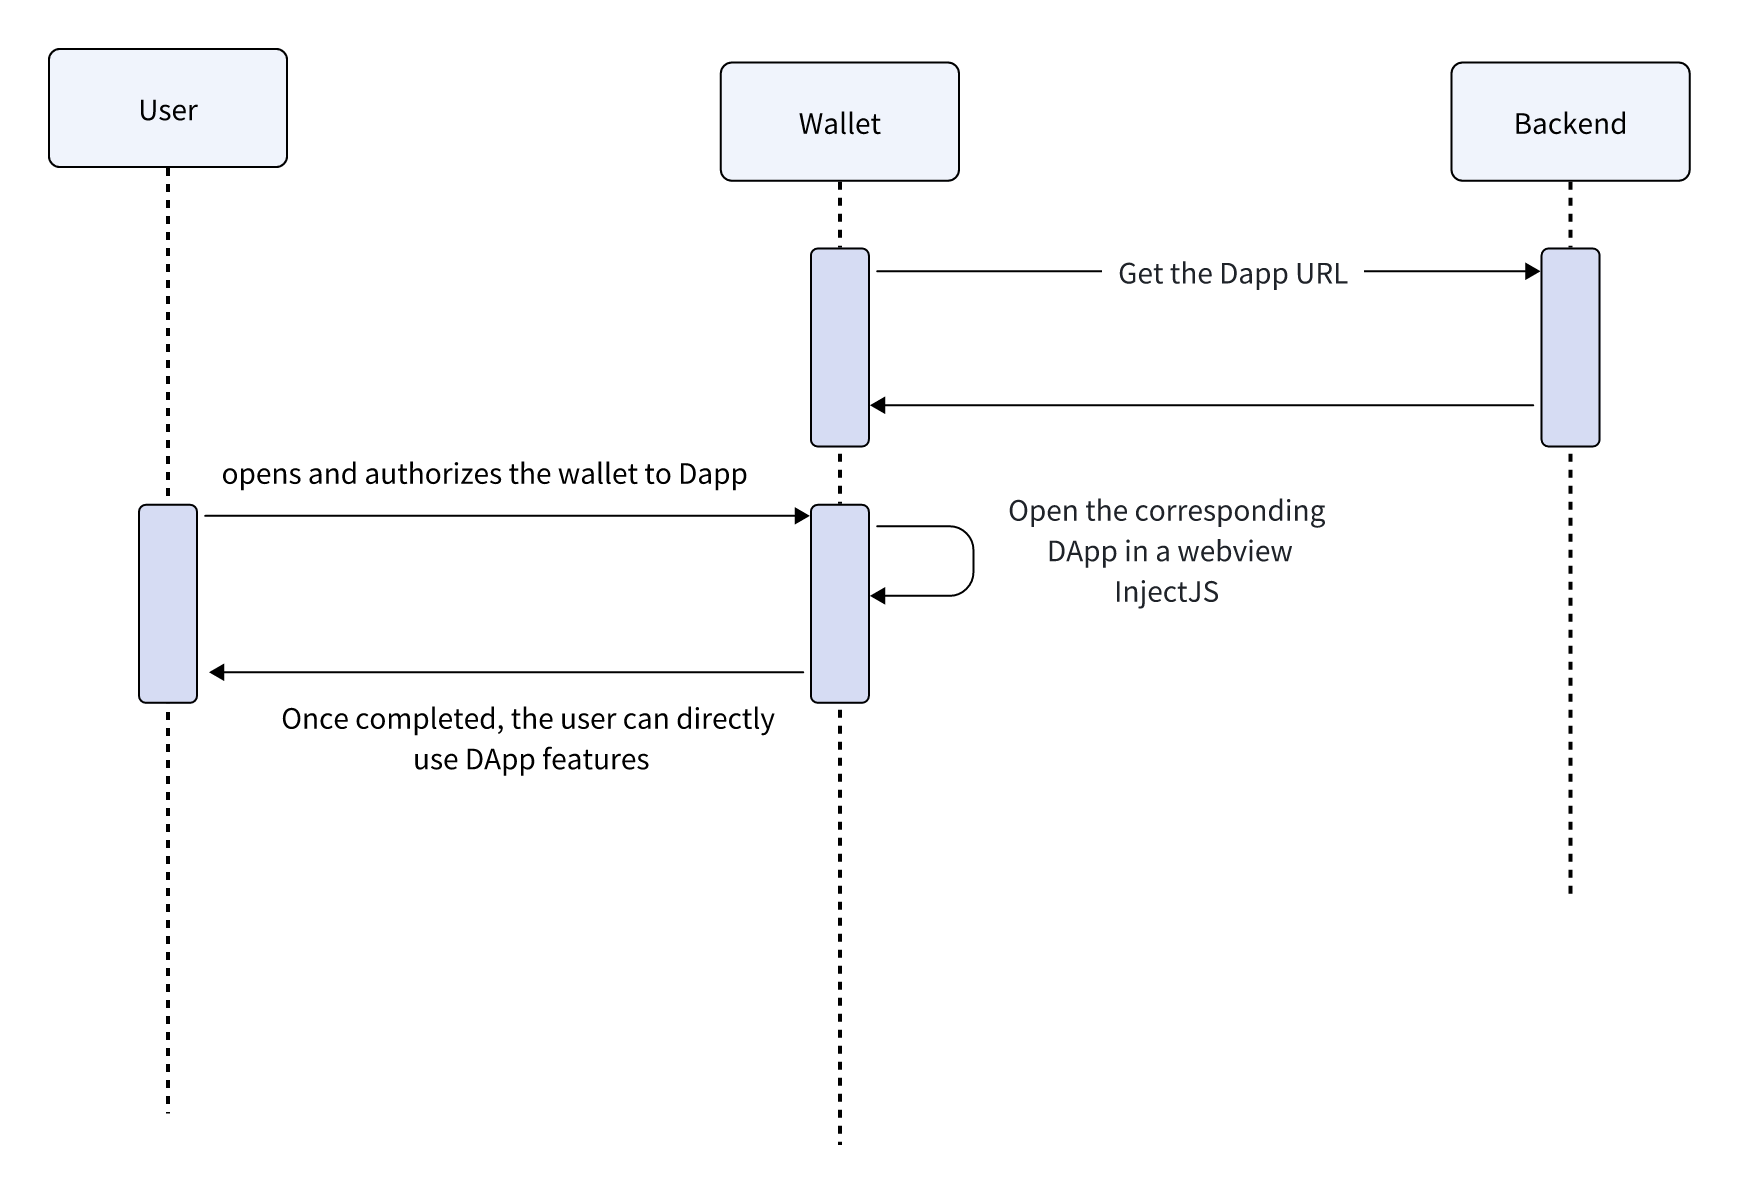 User
Wallet
Backend
Get the Dapp URL
opens and authorizes the wallet to Dapp
Open the corresponding
DApp in a webview
InjectJS
Once completed, the user can directly
use DApp features